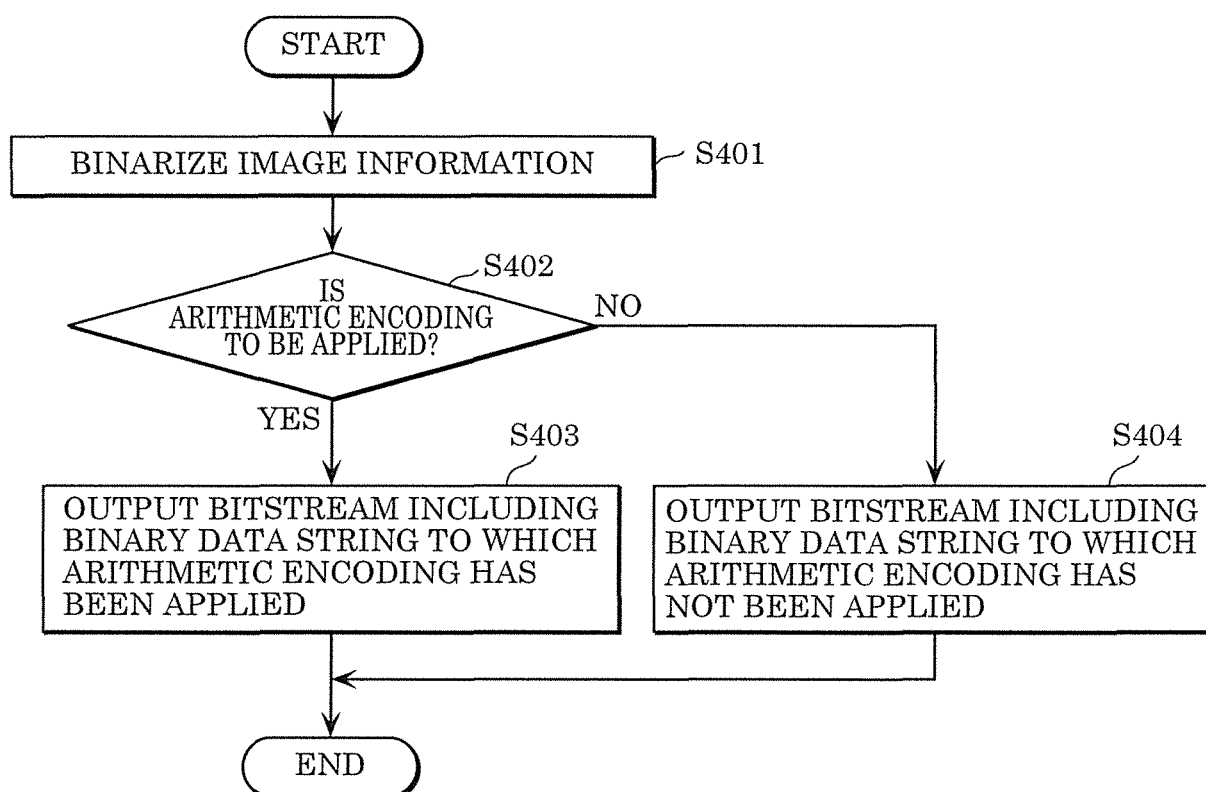 START
BINARIZE IMAGE INFORMATION
S401
S402
IS
ARITHMETIC ENCODING
TO BE APPLIED?
NO
YES
S403
OUTPUT BITSTREAM INCLUDING
BINARY DATA STRING TO WHICH
ARITHMETIC ENCODING HAS
BEEN APPLIED
S404
OUTPUT BITSTREAM INCLUDING
BINARY DATA STRING TO WHICH
ARITHMETIC ENCODING HAS
NOT BEEN APPLIED
END